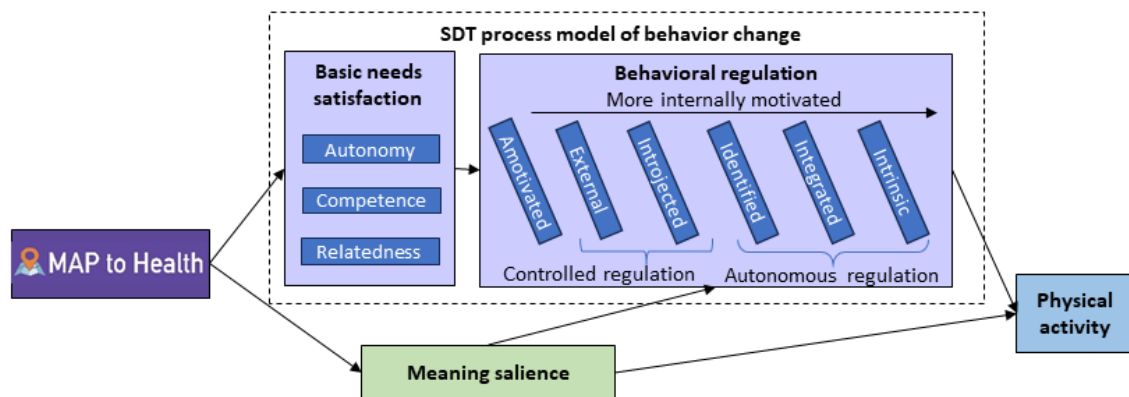 SDT process model of behavior change
Basic needs
satisfaction
Autonomy
Competence
Relatedness
Behavioral regulation
More internally motivated
Amotivated
External
Introjected
Identified
Integrated
Intrinsic
Controlled regulation
Autonomous regulation
MAP to Health
Meaning salience
Physical
activity